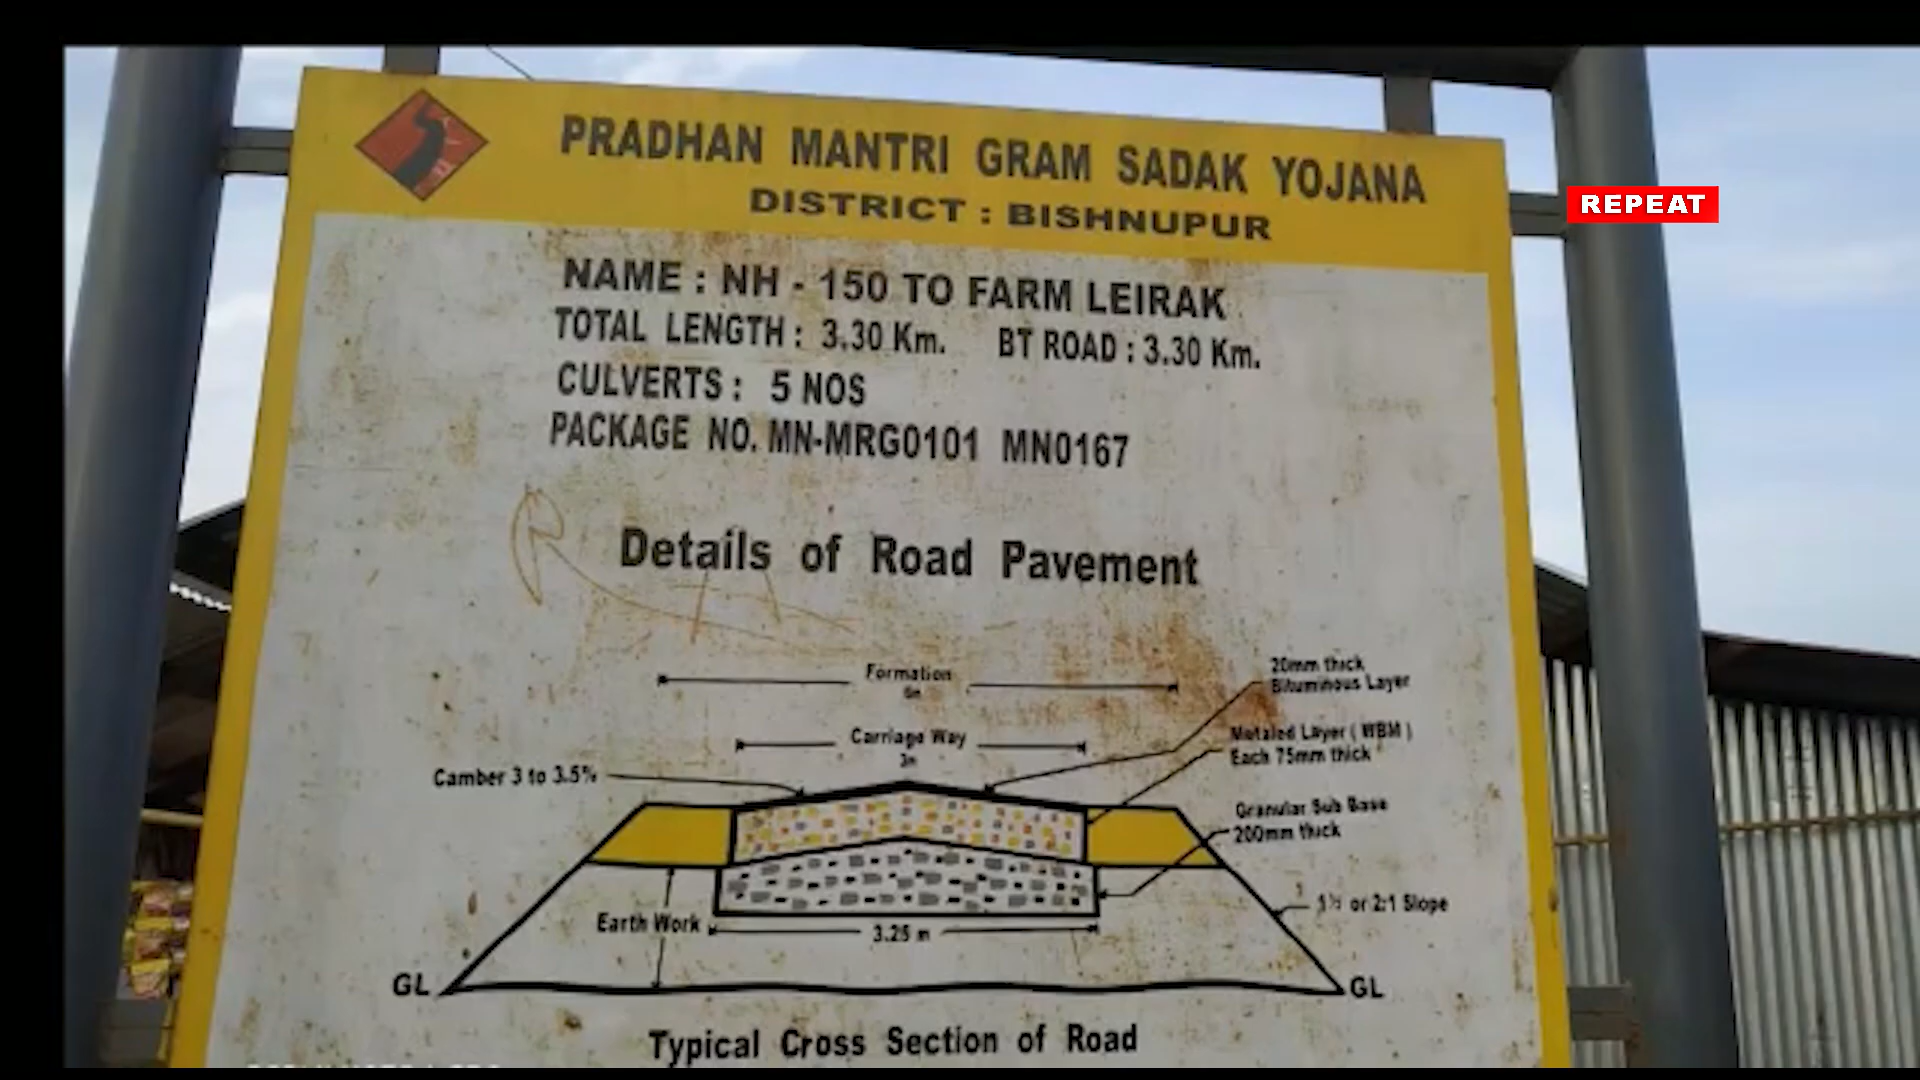 PRADHAN MANTRI GRAM SADAK YOJANA
DISTRICT : BISHNUPUR
REPEAT
NAME : NH - 150 TO FARM LEIRAK
TOTAL LENGTH : 3.30 Km. BT ROAD : 3.30 Km.
CULVERTS : 5 NOS
PACKAGE NO. MN-MRG0101 MN0167
Details of Road Pavement
Formation
20mm thick
Bituminous Layer
Carriage Way
Metaled Layer ( WBM )
Each 75mm thick
Camber 3 to 3.5%
Granular Sub Base
200mm thick
Earth Work
3.25 m
1½ or 2:1 Slope
GL
GL
Typical Cross Section of Road